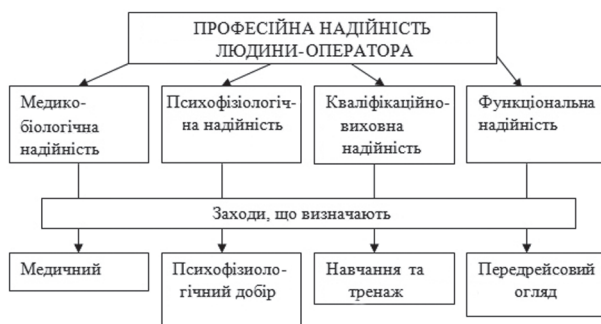 ПРОФЕСІЙНА НАДІЙНІСТЬ
ЛЮДИНИ-ОПЕРАТОРА
Медико-
біологічна
надійність
Психофізіологіч-
на надійність
Кваліфікаційно-
виховна
надійність
Функціональна
надійність
Заходи, що визначають
Медичний
Психофізиоло-
гічний добір
Навчання та
тренаж
Передрейсовий
огляд